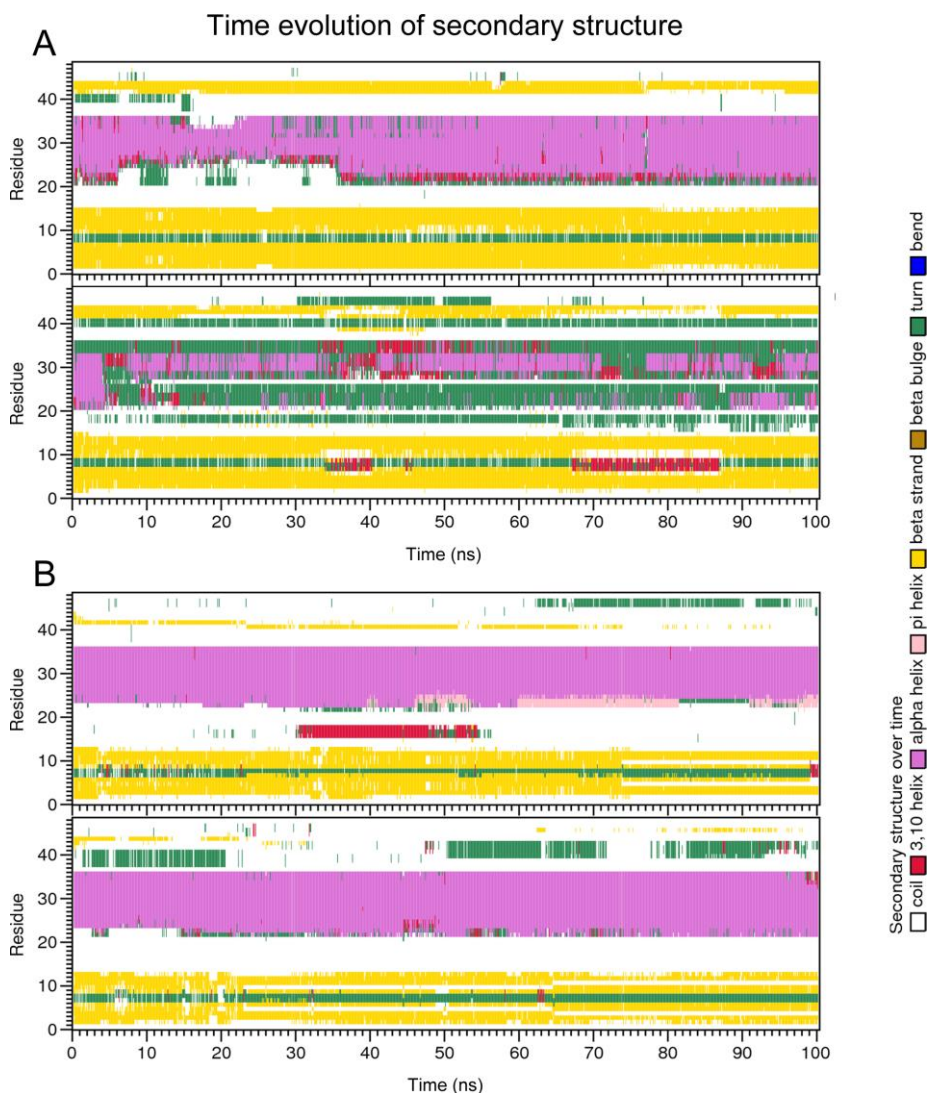 Time evolution of secondary structure
A
Residue
40
30
20
10
0
Residue
40
30
20
10
0
0 10 20 30 40 50 60 70 80 90 100
Time (ns)
B
Residue
40
30
20
10
0
Residue
40
30
20
10
0
0 10 20 30 40 50 60 70 80 90 100
Time (ns)
Secondary structure over time
coil 3,10 helix alpha helix pi helix beta strand beta bulge turn bend